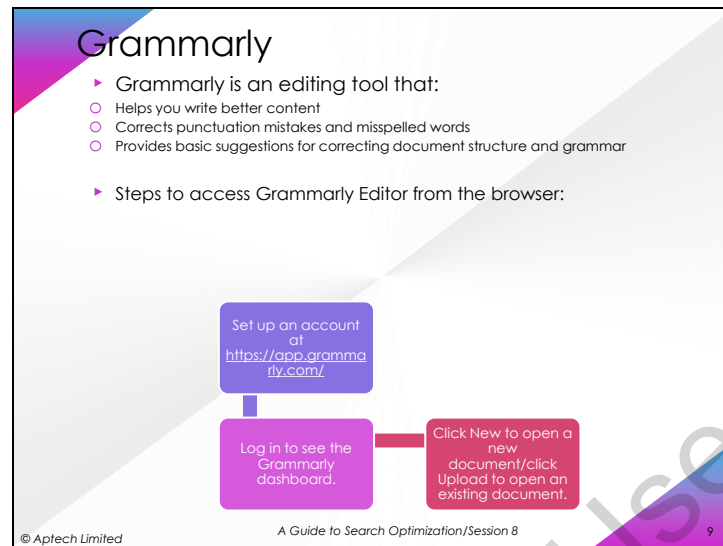 Grammarly
Grammarly is an editing tool that:
Helps you write better content
Corrects punctuation mistakes and misspelled words
Provides basic suggestions for correcting document structure and grammar
Steps to access Grammarly Editor from the browser:
Set up an account
at
https://app.gramma
rly.com/
Log in to see the
Grammarly
dashboard.
Click New to open a
new
document/click
Upload to open an
existing document.
© Aptech Limited
A Guide to Search Optimization/Session 8
9
Use